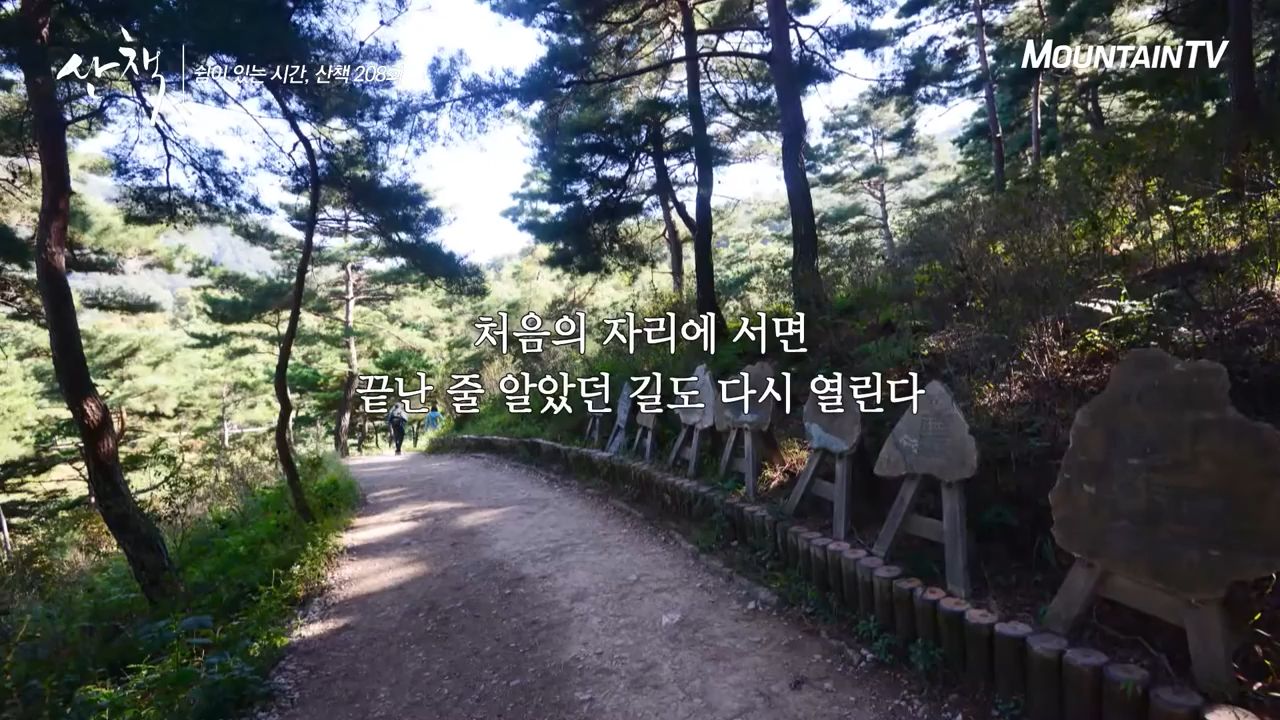 산책
쉼이 있는 시간, 산책 208회
MOUNTAINTV
처음의 자리에 서면
끝난 줄 알았던 길도 다시 열린다